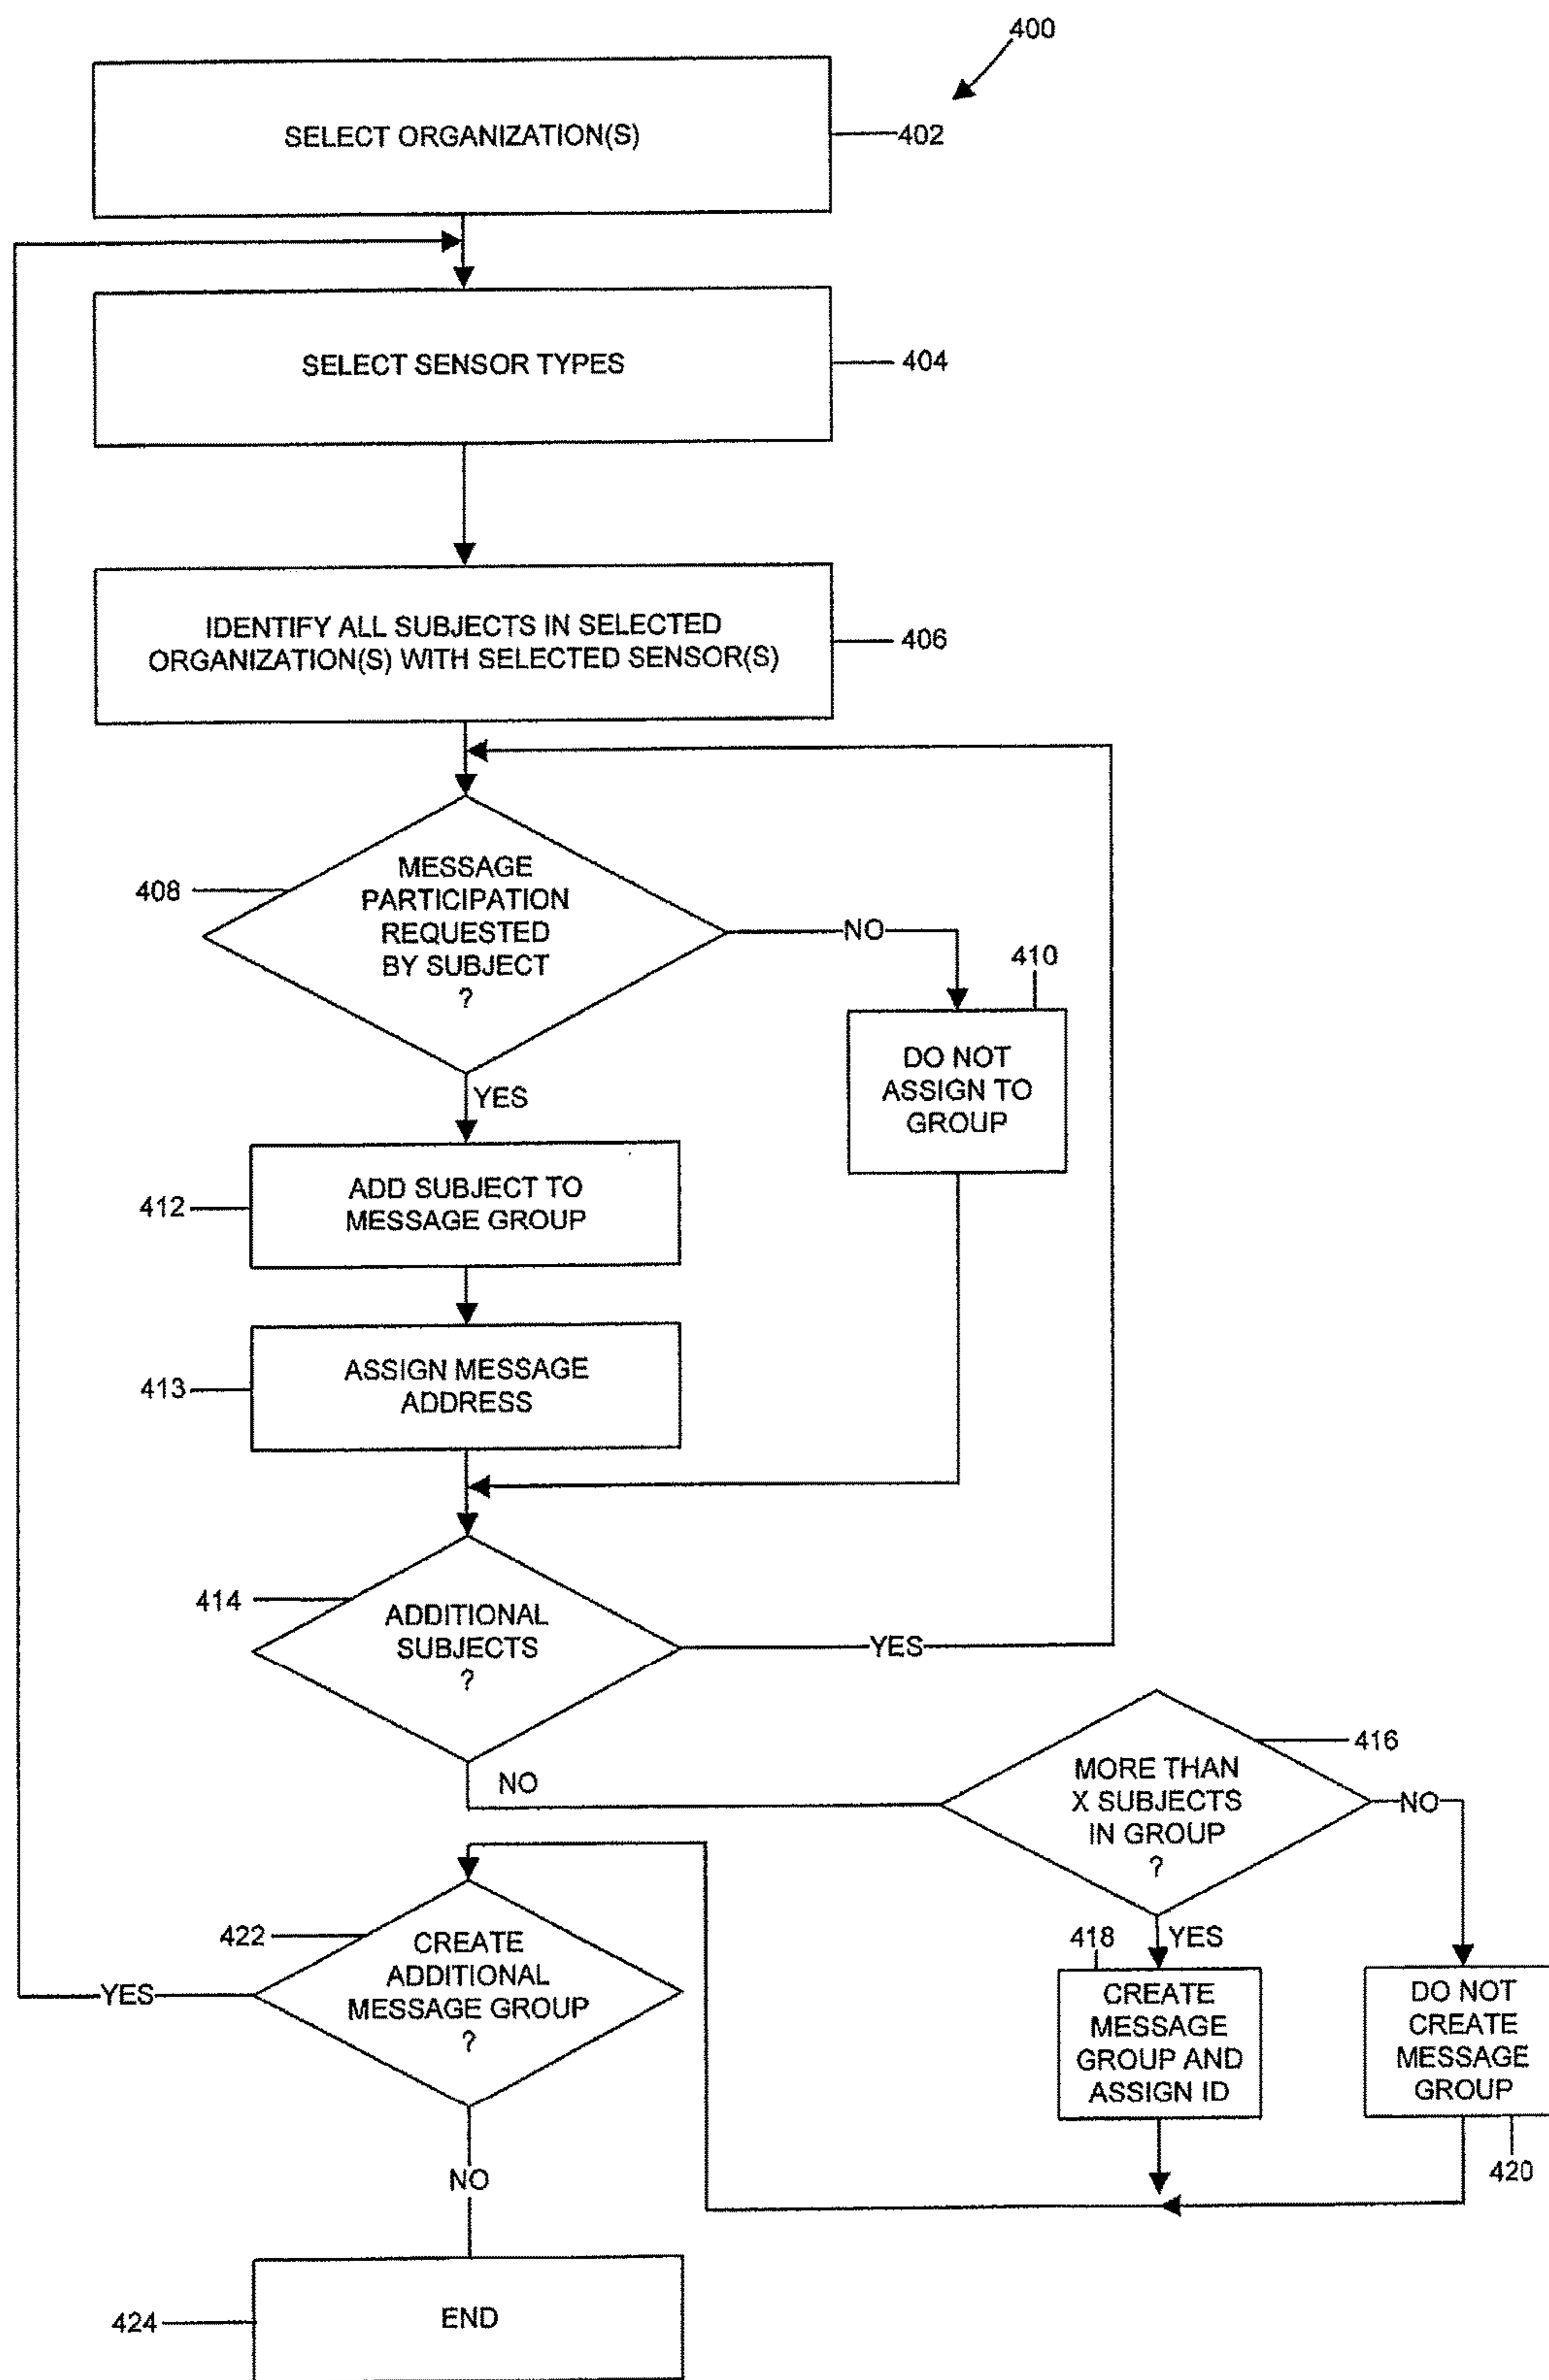 400
SELECT ORGANIZATION(S)
402
SELECT SENSOR TYPES
404
IDENTIFY ALL SUBJECTS IN SELECTED
ORGANIZATION(S) WITH SELECTED SENSOR(S)
406
408
MESSAGE
PARTICIPATION
REQUESTED
BY SUBJECT
?
NO
410
DO NOT
ASSIGN TO
GROUP
YES
412
ADD SUBJECT TO
MESSAGE GROUP
413
ASSIGN MESSAGE
ADDRESS
414
ADDITIONAL
SUBJECTS
?
YES
NO
416
MORE THAN
X SUBJECTS
IN GROUP
?
NO
YES
418
CREATE
MESSAGE
GROUP AND
ASSIGN ID
DO NOT
CREATE
MESSAGE
GROUP
420
422
CREATE
ADDITIONAL
MESSAGE GROUP
?
YES
NO
424
END